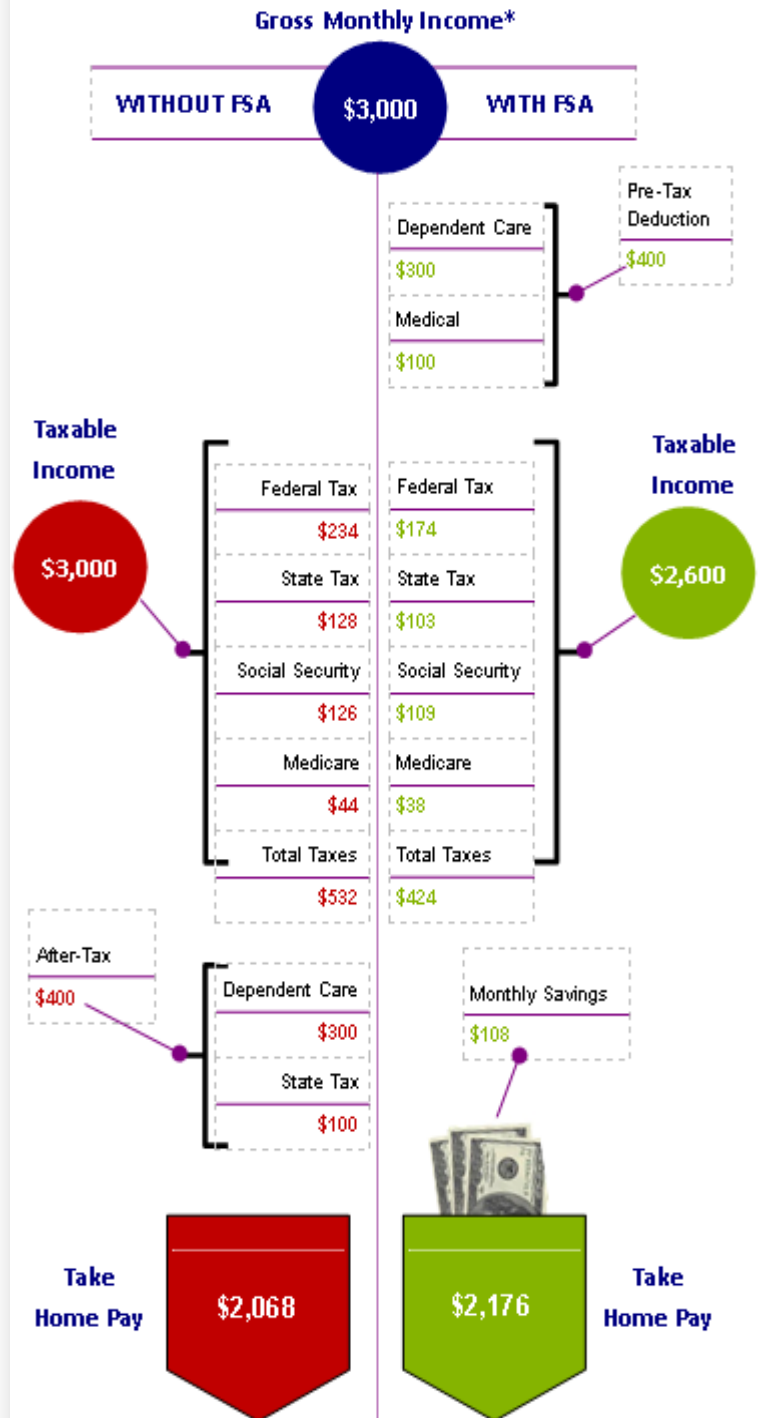 Gross Monthly Income*
WITHOUT FSA
$3,000
WITH FSA
Pre-Tax
Deduction
$400
Dependent Care
$300
Medical
$100
Taxable
Income
$3,000
Federal Tax
$234
State Tax
$128
Social Security
$126
Medicare
$44
Total Taxes
$532
Federal Tax
$174
State Tax
$103
Social Security
$109
Medicare
$38
Total Taxes
$424
Taxable
Income
$2,600
After-Tax
$400
Dependent Care
$300
State Tax
$100
Monthly Savings
$108
Take
Home Pay
$2,068
$2,176
Take
Home Pay